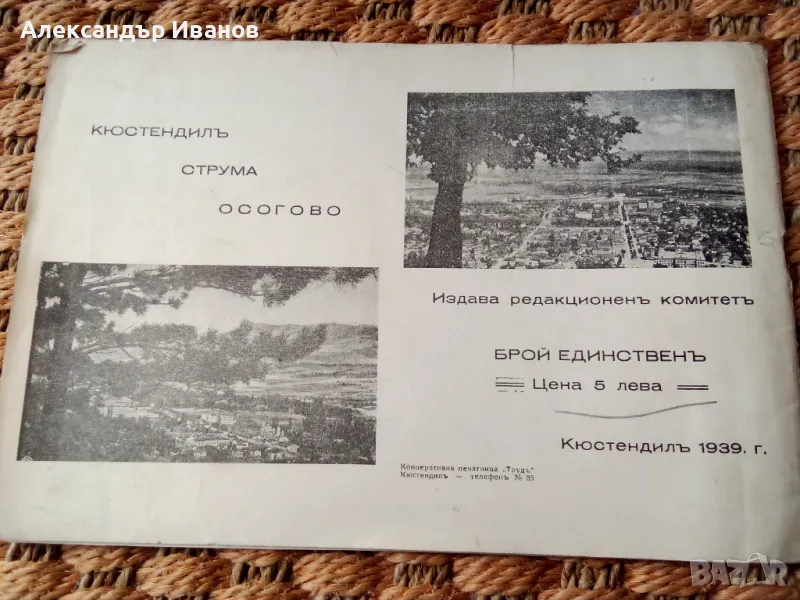 Александър Иванов
КЮСТЕНДИЛЪ
СТРУМА
ОСОГОВО
Издава редакционенъ комитетъ
БРОЙ ЕДИНСТВЕНЪ
Цена 5 лева
Кюстендилъ 1939. г.
Кооперативна печатница „Трудъ“
Кюстендилъ — телефонъ № 85
BAZAR